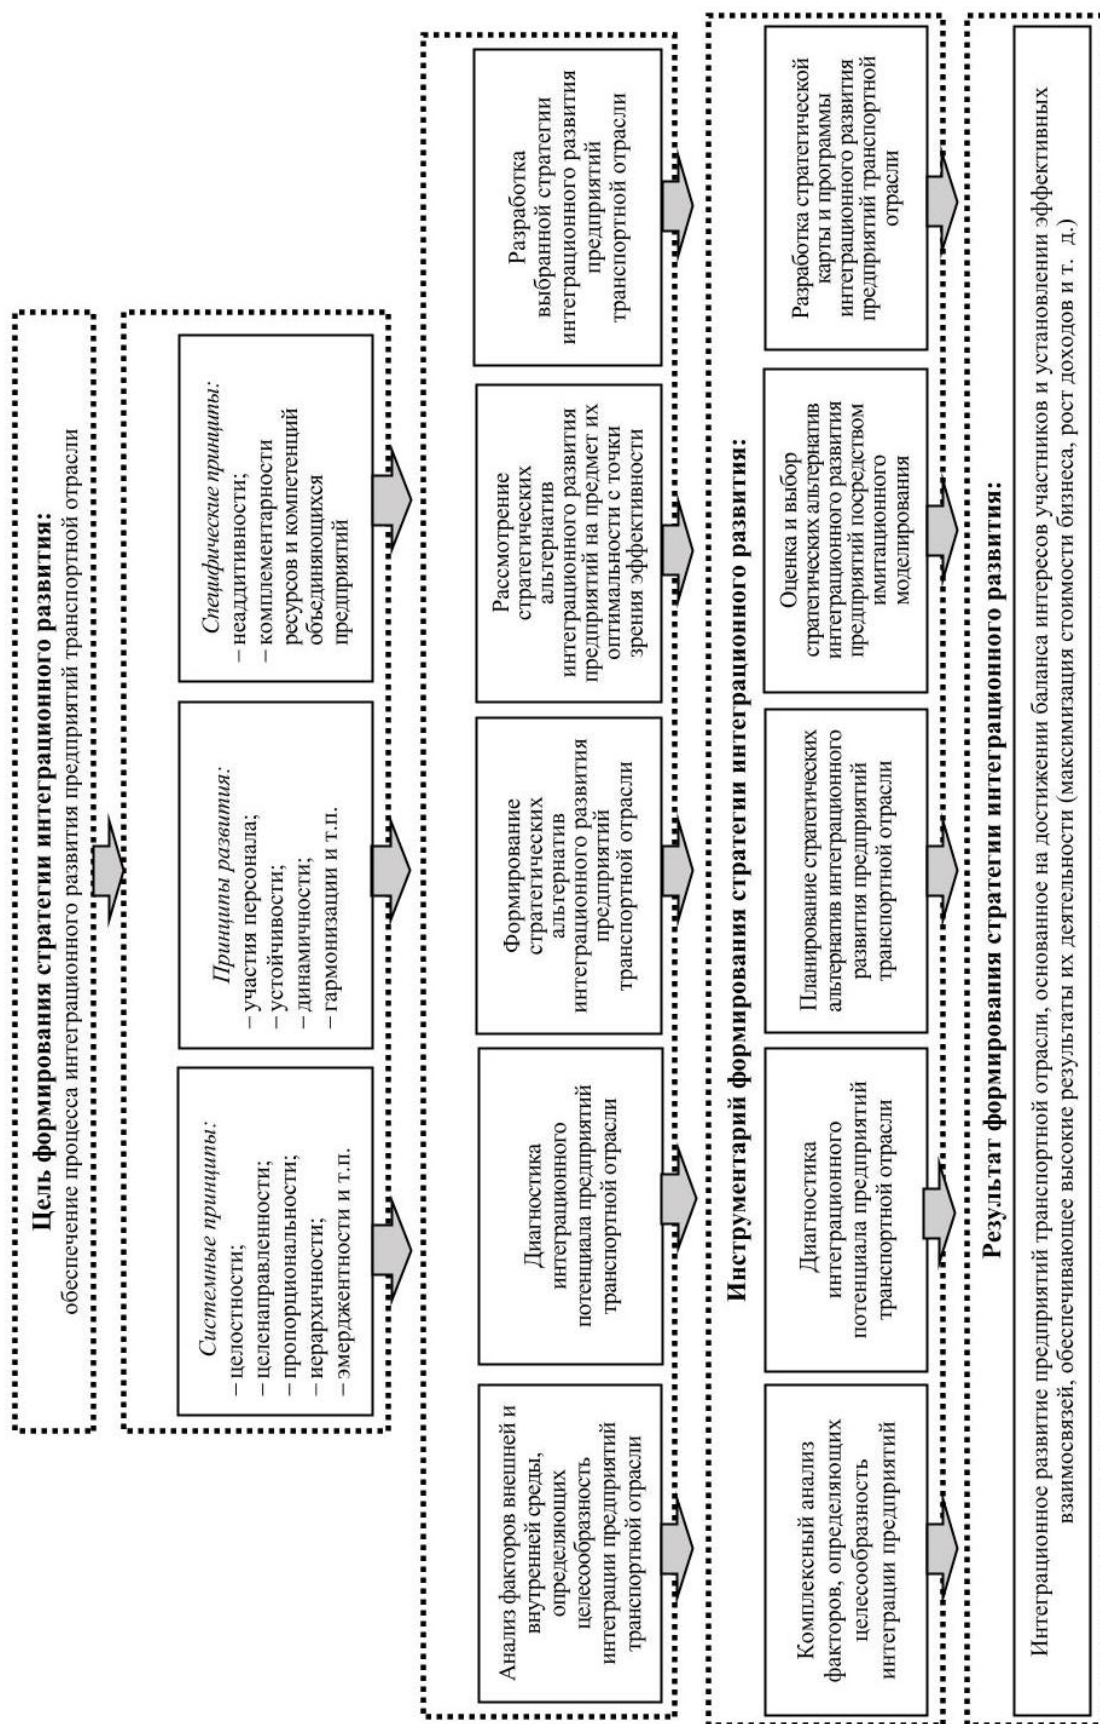 Цель формирования стратегии интеграционного развития:
обеспечение процесса интеграционного развития предприятий транспортной отрасли
Системные принципы:
– целостности;
– целенаправленности;
– пропорциональности;
– иерархичности;
– эмерджентности и т.п.
Принципы развития:
– участия персонала;
– устойчивости;
– динамичности;
– гармонизации и т.п.
Специфические принципы:
– неаддитивности;
– комплементарности
ресурсов и компетенций
объединяющихся
предприятий
Анализ факторов внешней и
внутренней среды,
определяющих
целесообразность
интеграции предприятий
транспортной отрасли
Диагностика
интеграционного
потенциала предприятий
транспортной отрасли
Формирование
стратегических
альтернатив
интеграционного развития
предприятий
транспортной отрасли
Рассмотрение
стратегических
альтернатив
интеграционного развития
предприятий на предмет их
оптимальности с точки
зрения эффективности
Разработка
выбранной стратегии
интеграционного развития
предприятий
транспортной отрасли
Инструментарий формирования стратегии интеграционного развития:
Комплексный анализ
факторов, определяющих
целесообразность
интеграции предприятий
Диагностика
интеграционного
потенциала предприятий
транспортной отрасли
Планирование стратегических
альтернатив интеграционного
развития предприятий
транспортной отрасли
Оценка и выбор
стратегических альтернатив
интеграционного развития
предприятий посредством
имитационного
моделирования
Разработка стратегической
карты и программы
интеграционного развития
предприятий транспортной
отрасли
Результат формирования стратегии интеграционного развития:
Интеграционное развитие предприятий транспортной отрасли, основанное на достижении баланса интересов участников и установлении эффективных
взаимосвязей, обеспечивающее высокие результаты их деятельности (максимизация стоимости бизнеса, рост доходов и т. д.)